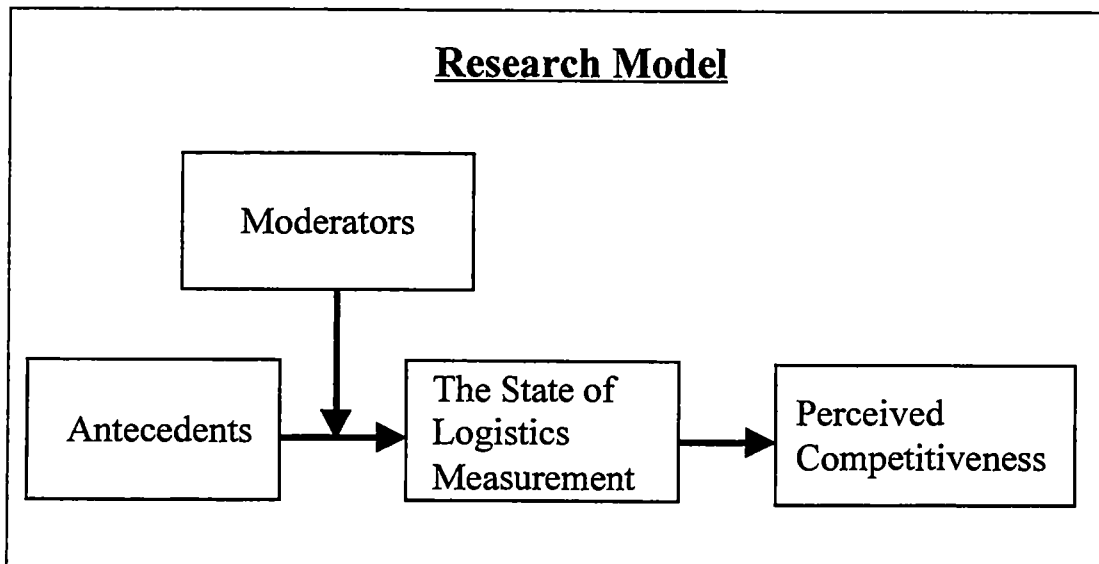 Research Model
Moderators
Antecedents
The State of
Logistics
Measurement
Perceived
Competitiveness